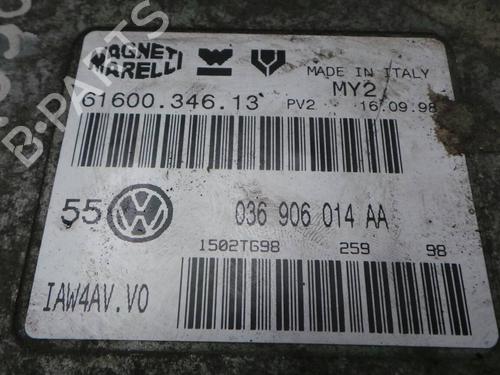 MAGNETI
MARELLI
MADE IN ITALY
MY2
61600.346.13 PV2 16.09.98
55 036 906 014 AA
1502TG98 259 98
IAW4AV.V0
B-PARTS